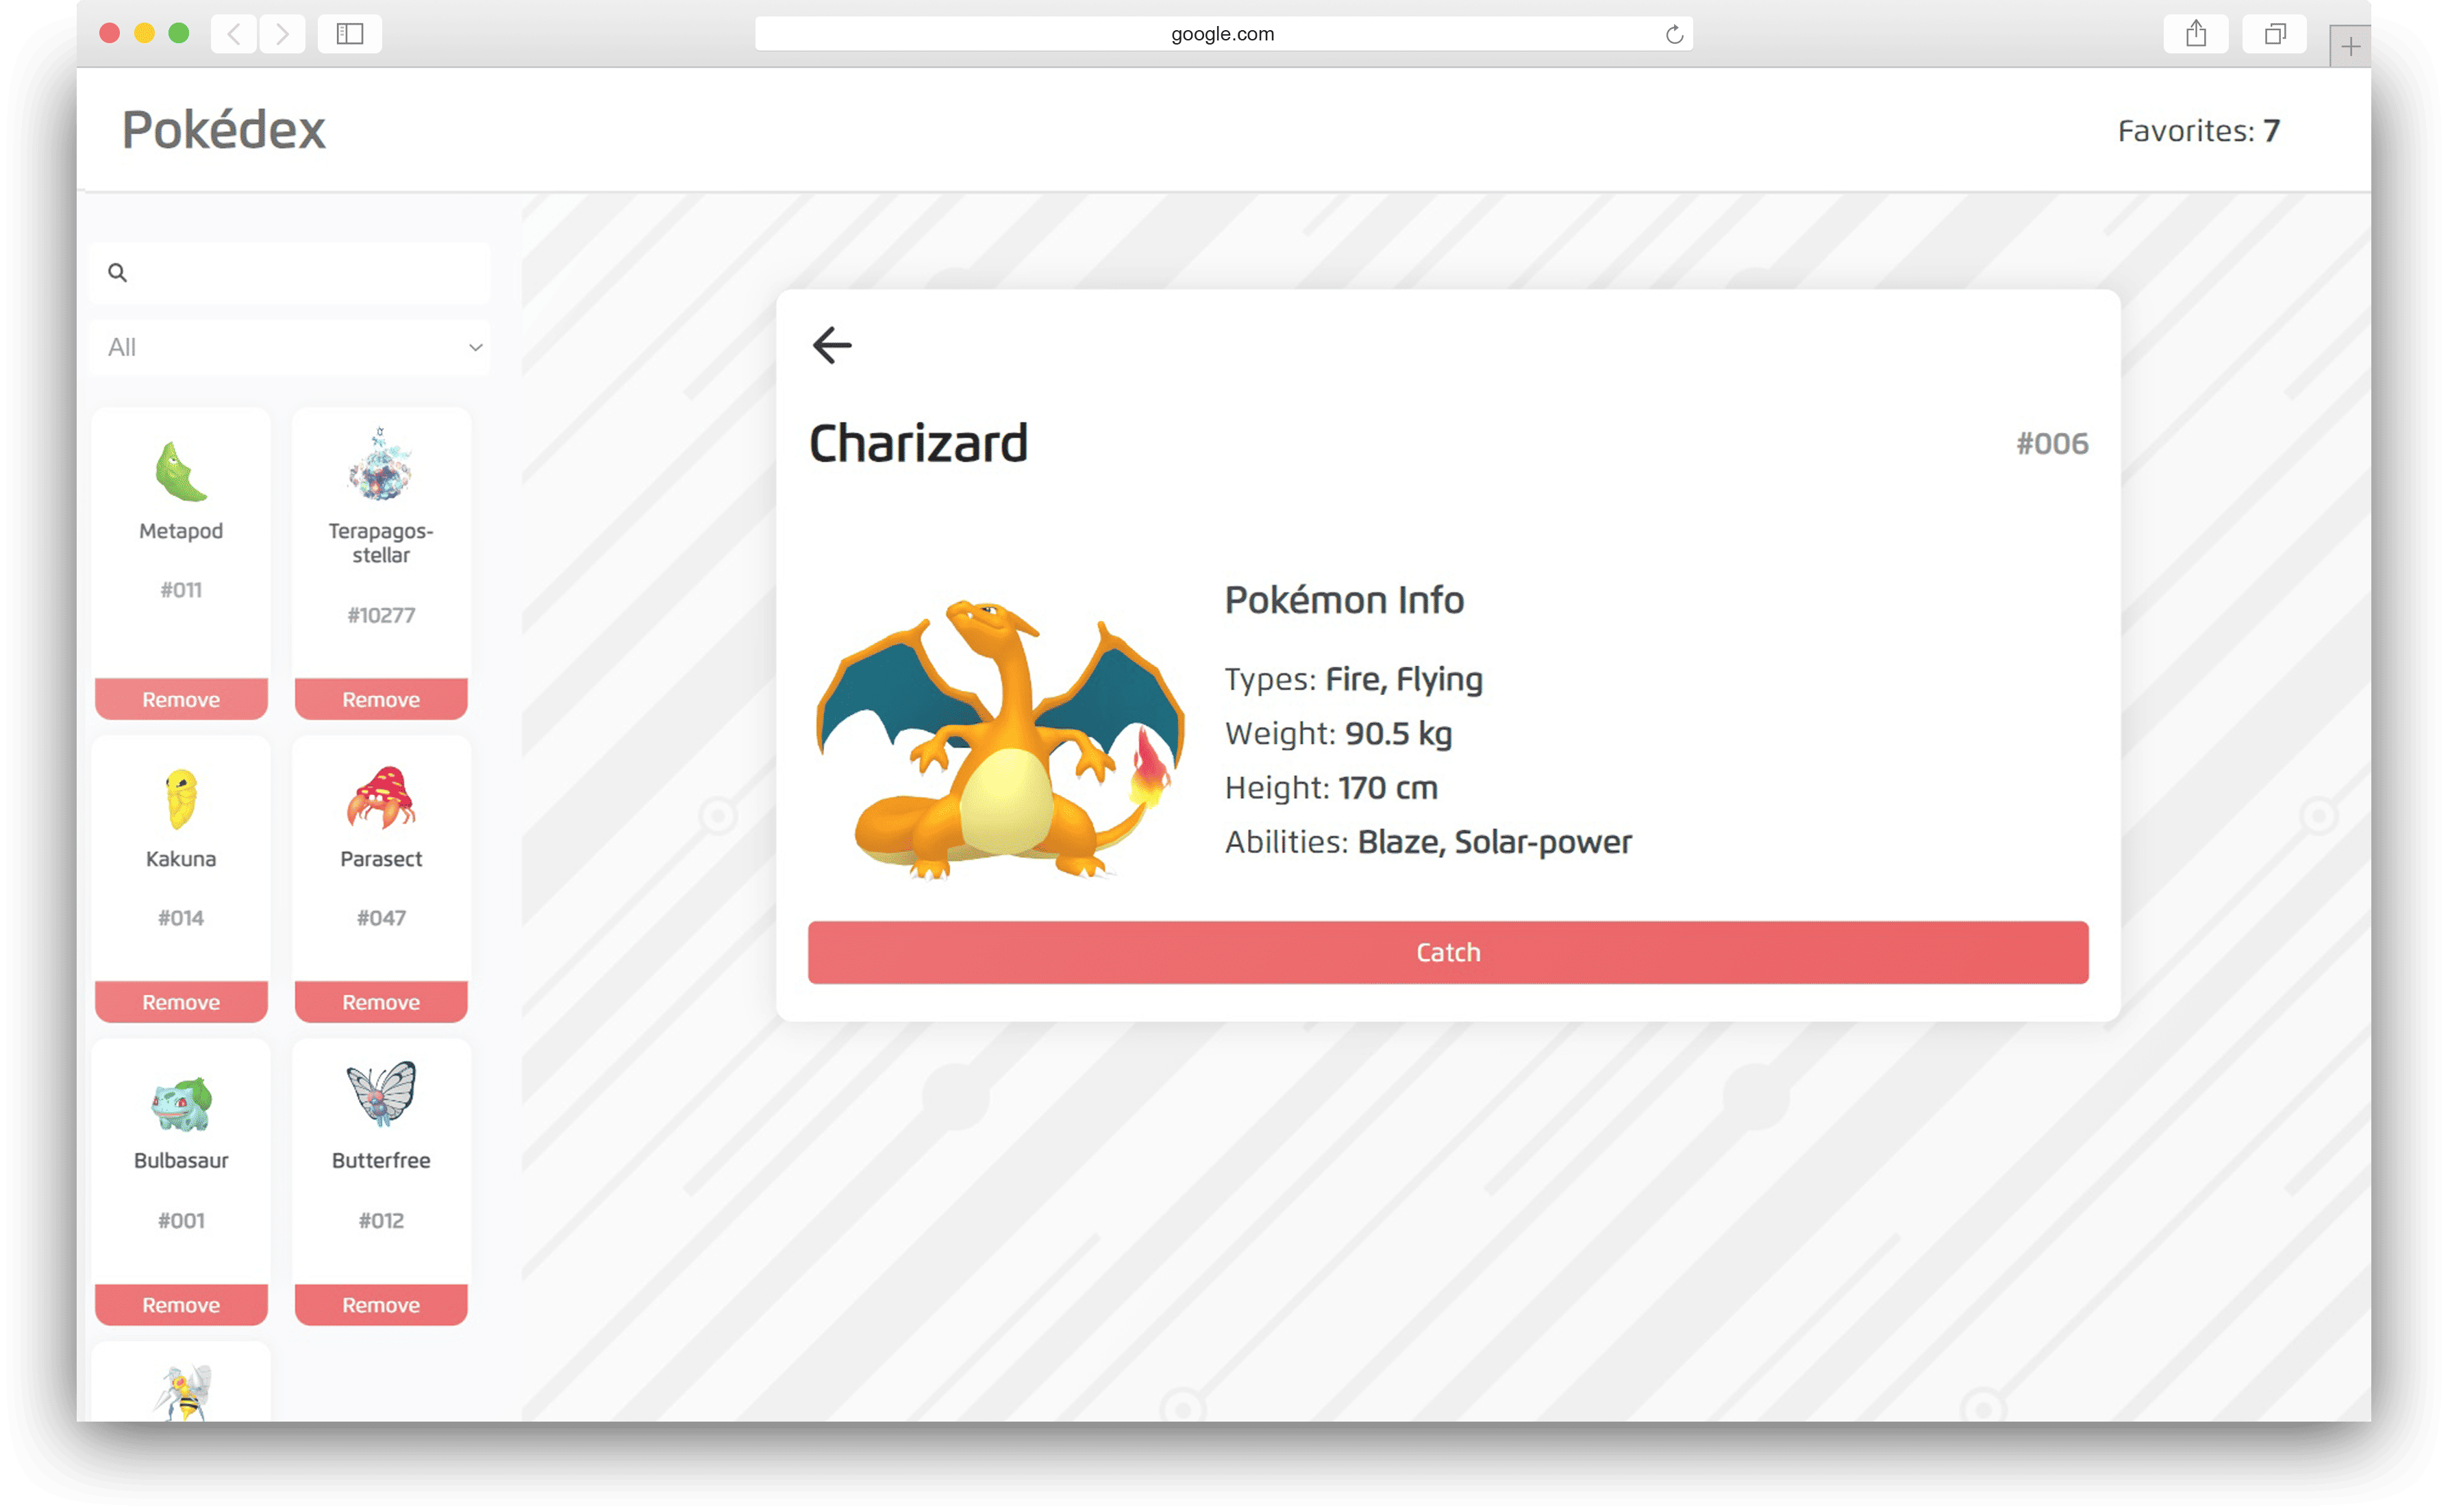 google.com
Pokédex
Favorites: 7
All
Metapod
#011
Remove
Terapagos-
stellar
#10277
Remove
Kakuna
#014
Remove
Parasect
#047
Remove
Bulbasaur
#001
Remove
Butterfree
#012
Remove
Charizard
#006
Pokémon Info
Types: Fire, Flying
Weight: 90.5 kg
Height: 170 cm
Abilities: Blaze, Solar-power
Catch